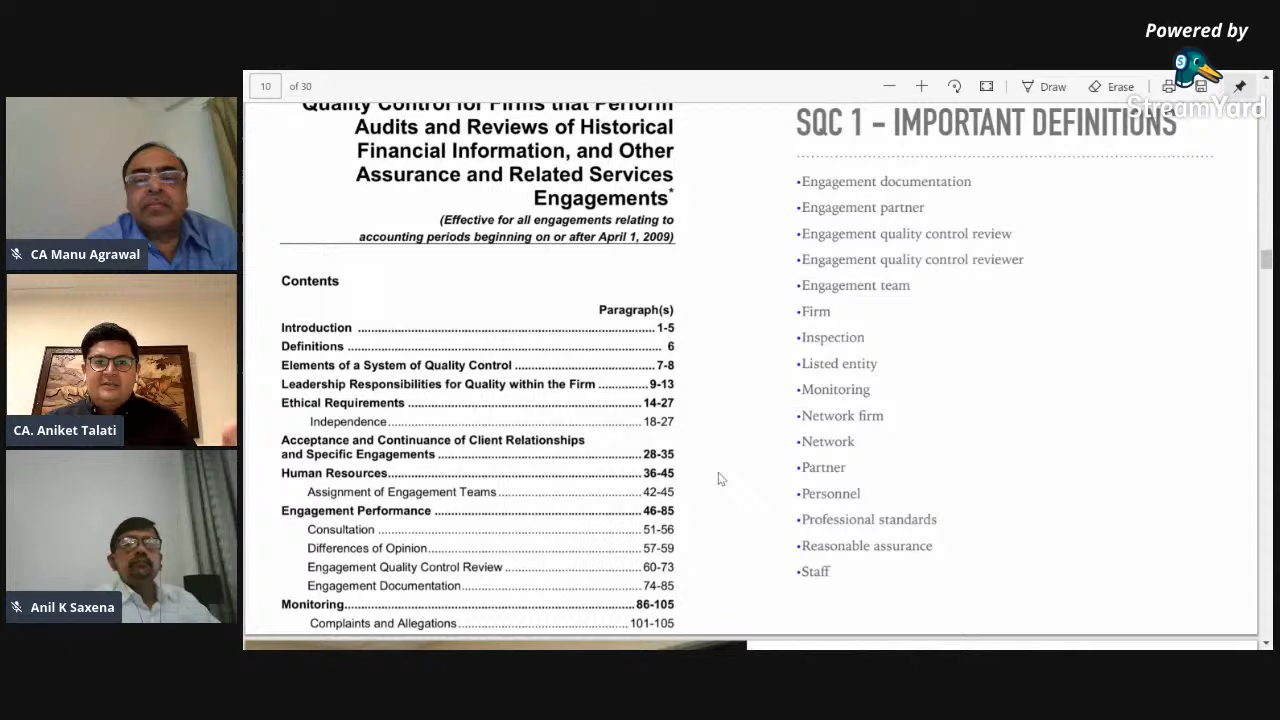 Powered by
StreamYard
10 of 30
Draw
Erase
CA Manu Agrawal
CA. Aniket Talati
Anil K Saxena
Quality Control for Firms that Perform
Audits and Reviews of Historical
Financial Information, and Other
Assurance and Related Services
Engagements*
(Effective for all engagements relating to
accounting periods beginning on or after April 1, 2009)
Contents
Paragraph(s)
Introduction ........ 1-5
Definitions ........ 6
Elements of a System of Quality Control ........ 7-8
Leadership Responsibilities for Quality within the Firm ........ 9-13
Ethical Requirements ........ 14-27
Independence ........ 18-27
Acceptance and Continuance of Client Relationships
and Specific Engagements ........ 28-35
Human Resources ........ 36-45
Assignment of Engagement Teams ........ 42-45
Engagement Performance ........ 46-85
Consultation ........ 51-56
Differences of Opinion ........ 57-59
Engagement Quality Control Review ........ 60-73
Engagement Documentation ........ 74-85
Monitoring ........ 86-105
Complaints and Allegations ........ 101-105
SQC 1 – IMPORTANT DEFINITIONS
•Engagement documentation
•Engagement partner
•Engagement quality control review
•Engagement quality control reviewer
•Engagement team
•Firm
•Inspection
•Listed entity
•Monitoring
•Network firm
•Network
•Partner
•Personnel
•Professional standards
•Reasonable assurance
•Staff